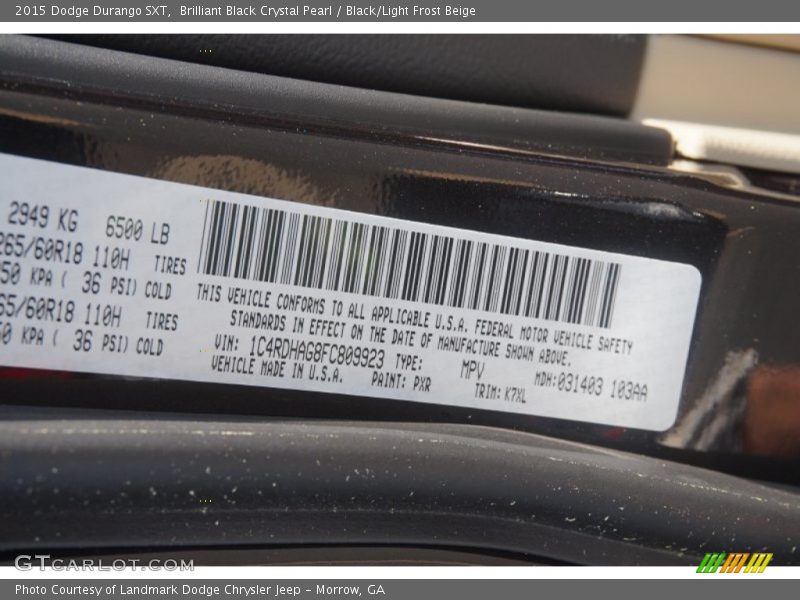 2015 Dodge Durango SXT,  Brilliant Black Crystal Pearl / Black/Light Frost Beige
2949 KG 6500 LB
265/60R18 110H TIRES
50 KPA ( 36 PSI) COLD
65/60R18 110H TIRES
0 KPA ( 36 PSI) COLD
THIS VEHICLE CONFORMS TO ALL APPLICABLE U.S.A. FEDERAL MOTOR VEHICLE SAFETY
STANDARDS IN EFFECT ON THE DATE OF MANUFACTURE SHOWN ABOVE.
VIN: 1C4RDHAG8FC809923 TYPE: MPV MDH:031403 103AA
VEHICLE MADE IN U.S.A. PAINT: PXR TRIM: K7XL
GTCARLOT.COM
Photo Courtesy of Landmark Dodge Chrysler Jeep – Morrow, GA